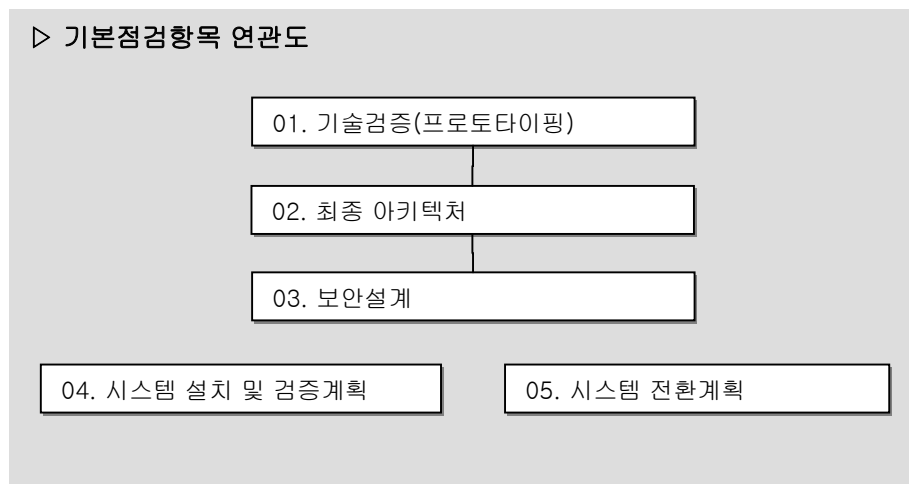 ▷ 기본점검항목 연관도
01. 기술검증(프로토타이핑)
02. 최종 아키텍처
03. 보안설계
04. 시스템 설치 및 검증계획
05. 시스템 전환계획